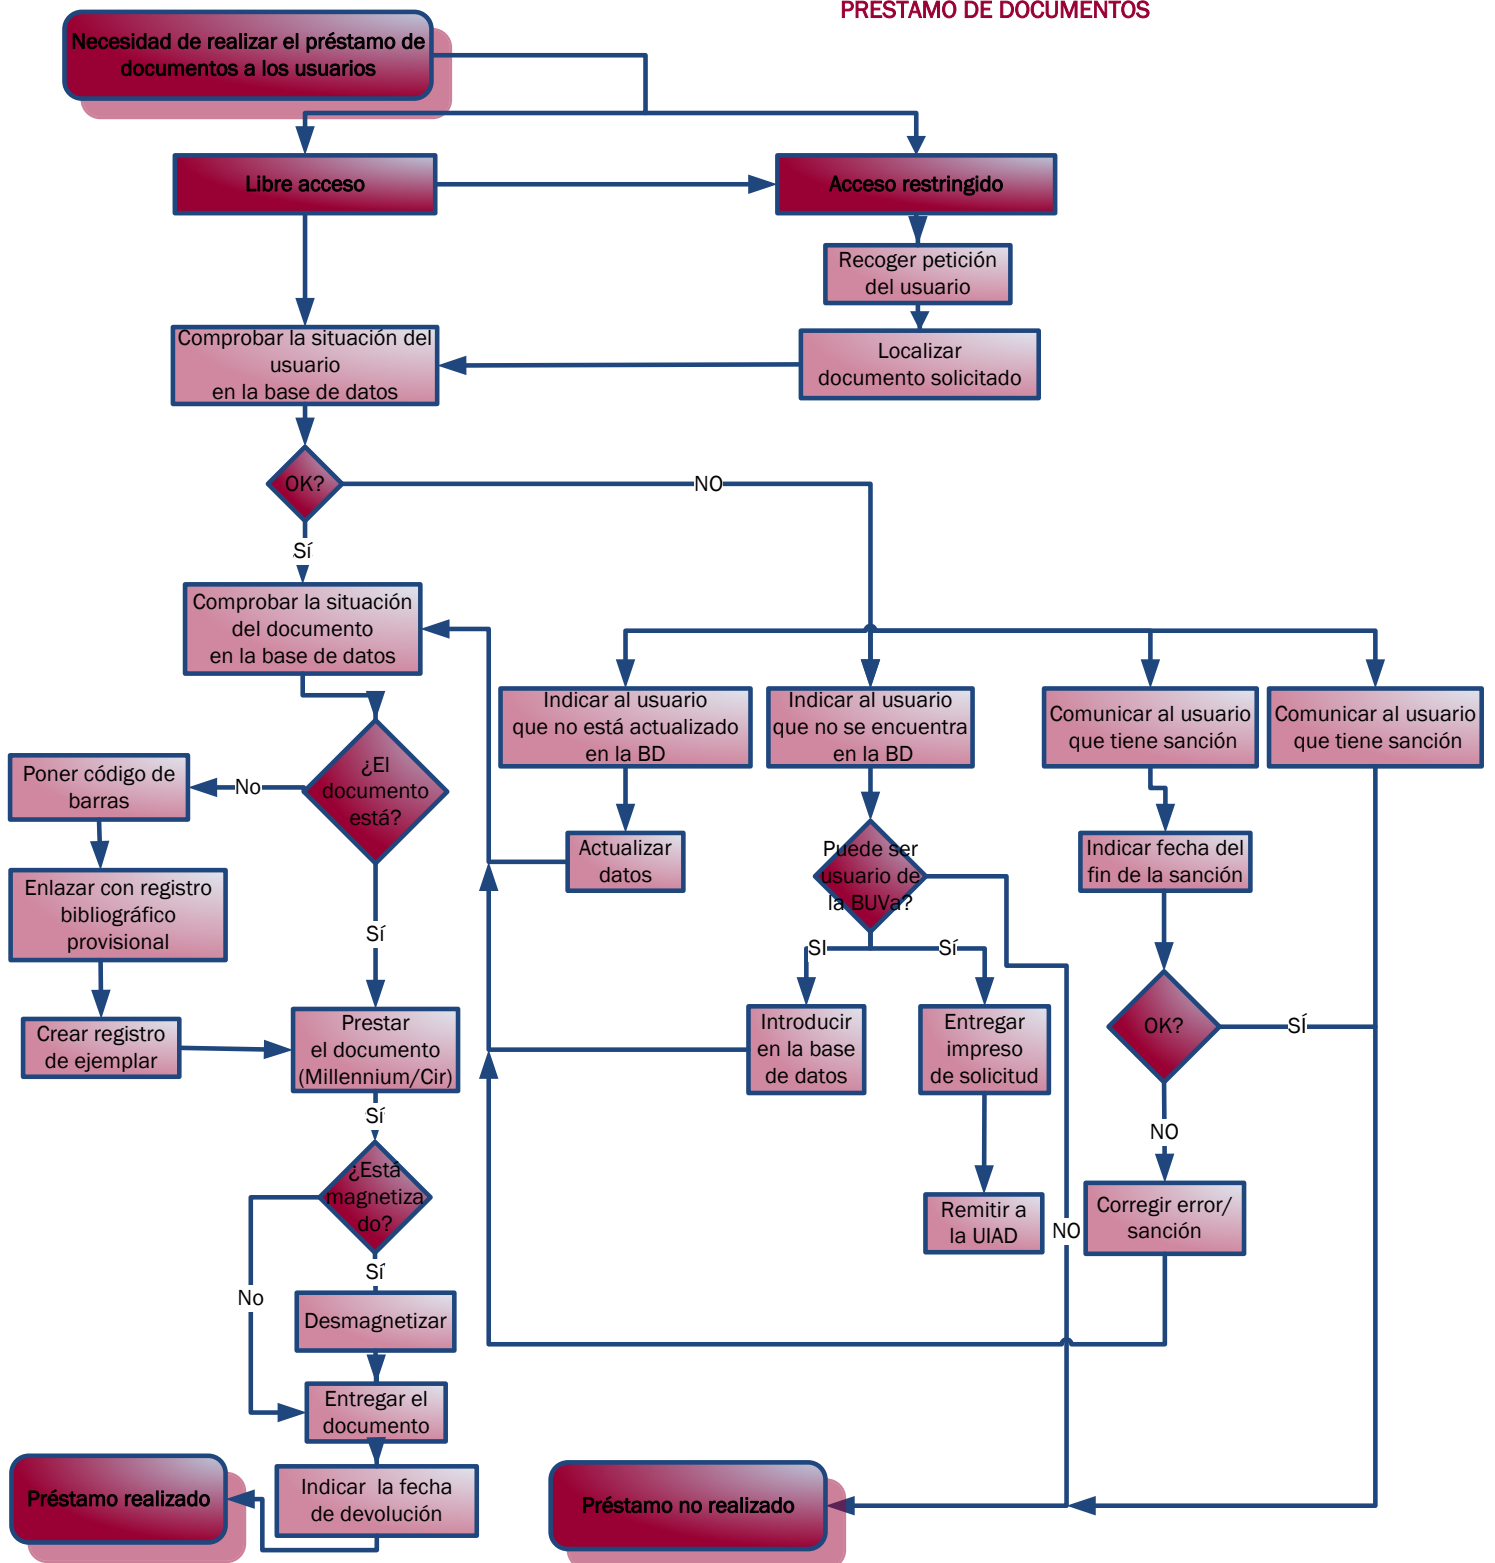 PRESTAMO DE DOCUMENTOS
Necesidad de realizar el préstamo de
documentos a los usuarios
Libre acceso
Acceso restringido
Recoger petición
del usuario
Comprobar la situación del
usuario
en la base de datos
Localizar
documento solicitado
OK?
NO
Sí
Comprobar la situación
del documento
en la base de datos
Indicar al usuario
que no está actualizado
en la BD
Indicar al usuario
que no se encuentra
en la BD
Comunicar al usuario
que tiene sanción
Comunicar al usuario
que tiene sanción
¿El
documento
está?
No
Poner código de
barras
Actualizar
datos
Puede ser
usuario de
la BUVa?
Indicar fecha del
fin de la sanción
Enlazar con registro
bibliográfico
provisional
Sí
SI
Sí
Crear registro
de ejemplar
Prestar
el documento
(Millennium/Cir)
Introducir
en la base
de datos
Entregar
impreso
de solicitud
OK?
SÍ
Sí
NO
¿Está
magnetiza
do?
Remitir a
la UIAD
NO
Corregir error/
sanción
Sí
No
Desmagnetizar
Entregar el
documento
Indicar la fecha
de devolución
Préstamo realizado
Préstamo no realizado